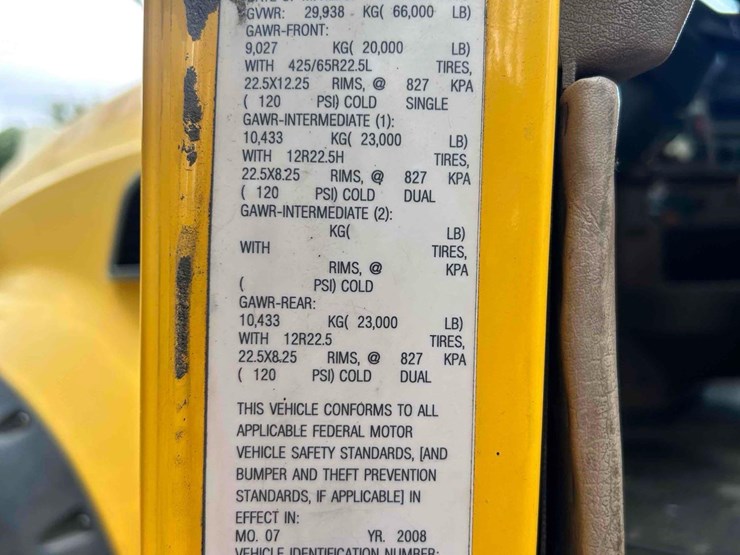 GVWR: 29,938 KG( 66,000 LB)
GAWR-FRONT:
9,027 KG( 20,000 LB)
WITH 425/65R22.5L TIRES,
22.5X12.25 RIMS, @ 827 KPA
( 120 PSI) COLD SINGLE
GAWR-INTERMEDIATE (1):
10,433 KG( 23,000 LB)
WITH 12R22.5H TIRES,
22.5X8.25 RIMS, @ 827 KPA
( 120 PSI) COLD DUAL
GAWR-INTERMEDIATE (2):
KG( LB)
WITH TIRES,
RIMS, @ KPA
( PSI) COLD
GAWR-REAR:
10,433 KG( 23,000 LB)
WITH 12R22.5 TIRES,
22.5X8.25 RIMS, @ 827 KPA
( 120 PSI) COLD DUAL
THIS VEHICLE CONFORMS TO ALL
APPLICABLE FEDERAL MOTOR
VEHICLE SAFETY STANDARDS, [AND
BUMPER AND THEFT PREVENTION
STANDARDS, IF APPLICABLE] IN
EFFECT IN:
MO. 07 YR. 2008
VEHICLE IDENTIFICATION NUMBER: